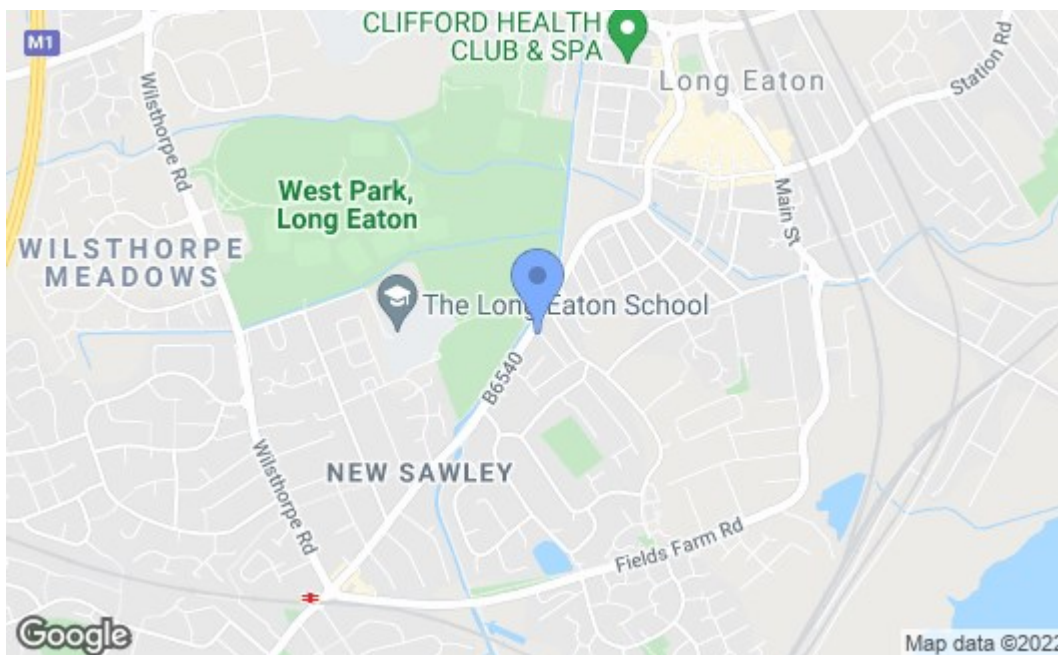 M1
CLIFFORD HEALTH
CLUB & SPA
Long Eaton
Station Rd
Wilsthorpe Rd
West Park,
Long Eaton
Main St
WILSTHORPE
MEADOWS
The Long Eaton School
B6540
NEW SAWLEY
Wilsthorpe Rd
Fields Farm Rd
Google
Map data ©2022